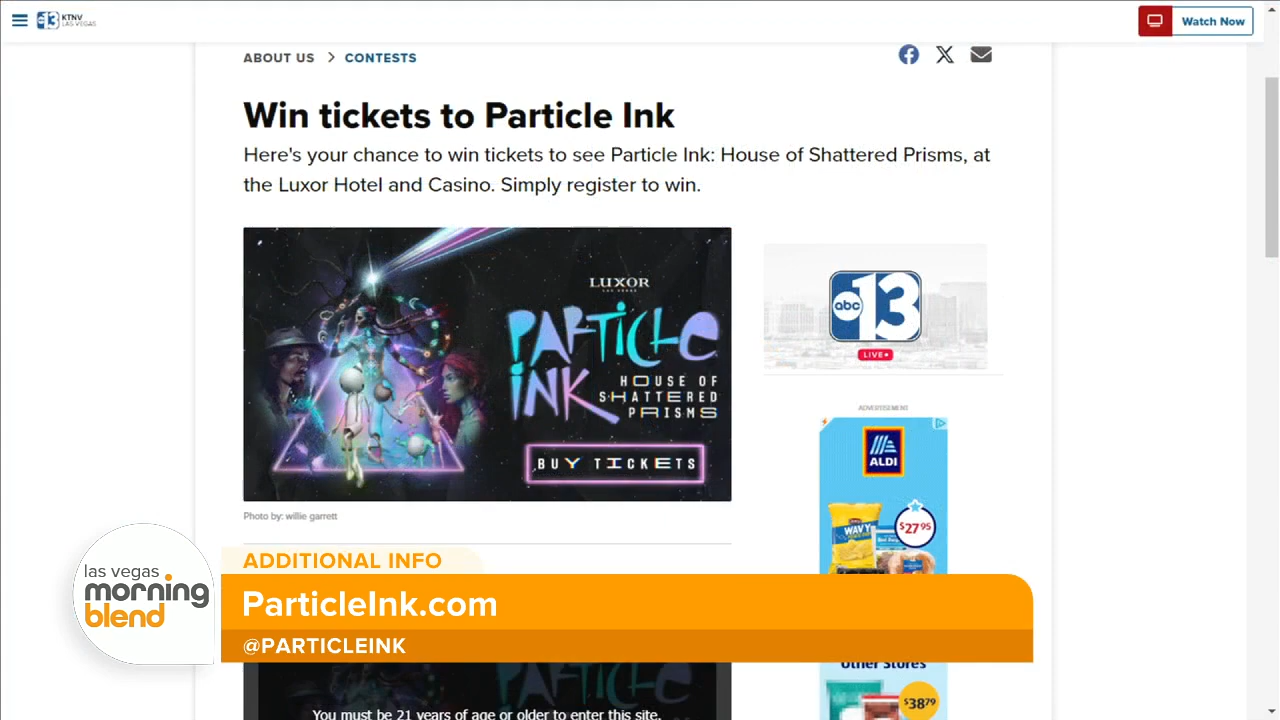 KTNV
LAS VEGAS
Watch Now
ABOUT US > CONTESTS
Win tickets to Particle Ink
Here's your chance to win tickets to see Particle Ink: House of Shattered Prisms, at
the Luxor Hotel and Casino. Simply register to win.
LUXOR
LAS VEGAS
PARTICLE
INK
HOUSE OF
SHATTERED
PRISMS
BUY TICKETS
Photo by: willie garrett
abc 13
LIVE
ADVERTISEMENT
ALDI
WAVY
$27.95
ADDITIONAL INFO
ParticleInk.com
@PARTICLEINK
las vegas
morning
blend
Other Stores
$38.79
You must be 21 years of age or older to enter this site.